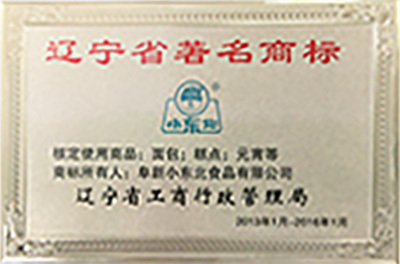 辽宁省著名商标
小东北
®
核定使用商品：面包；糕点；元宵等
商标所有人：阜新小东北食品有限公司
辽宁省工商行政管理局
2013年1月-2016年1月